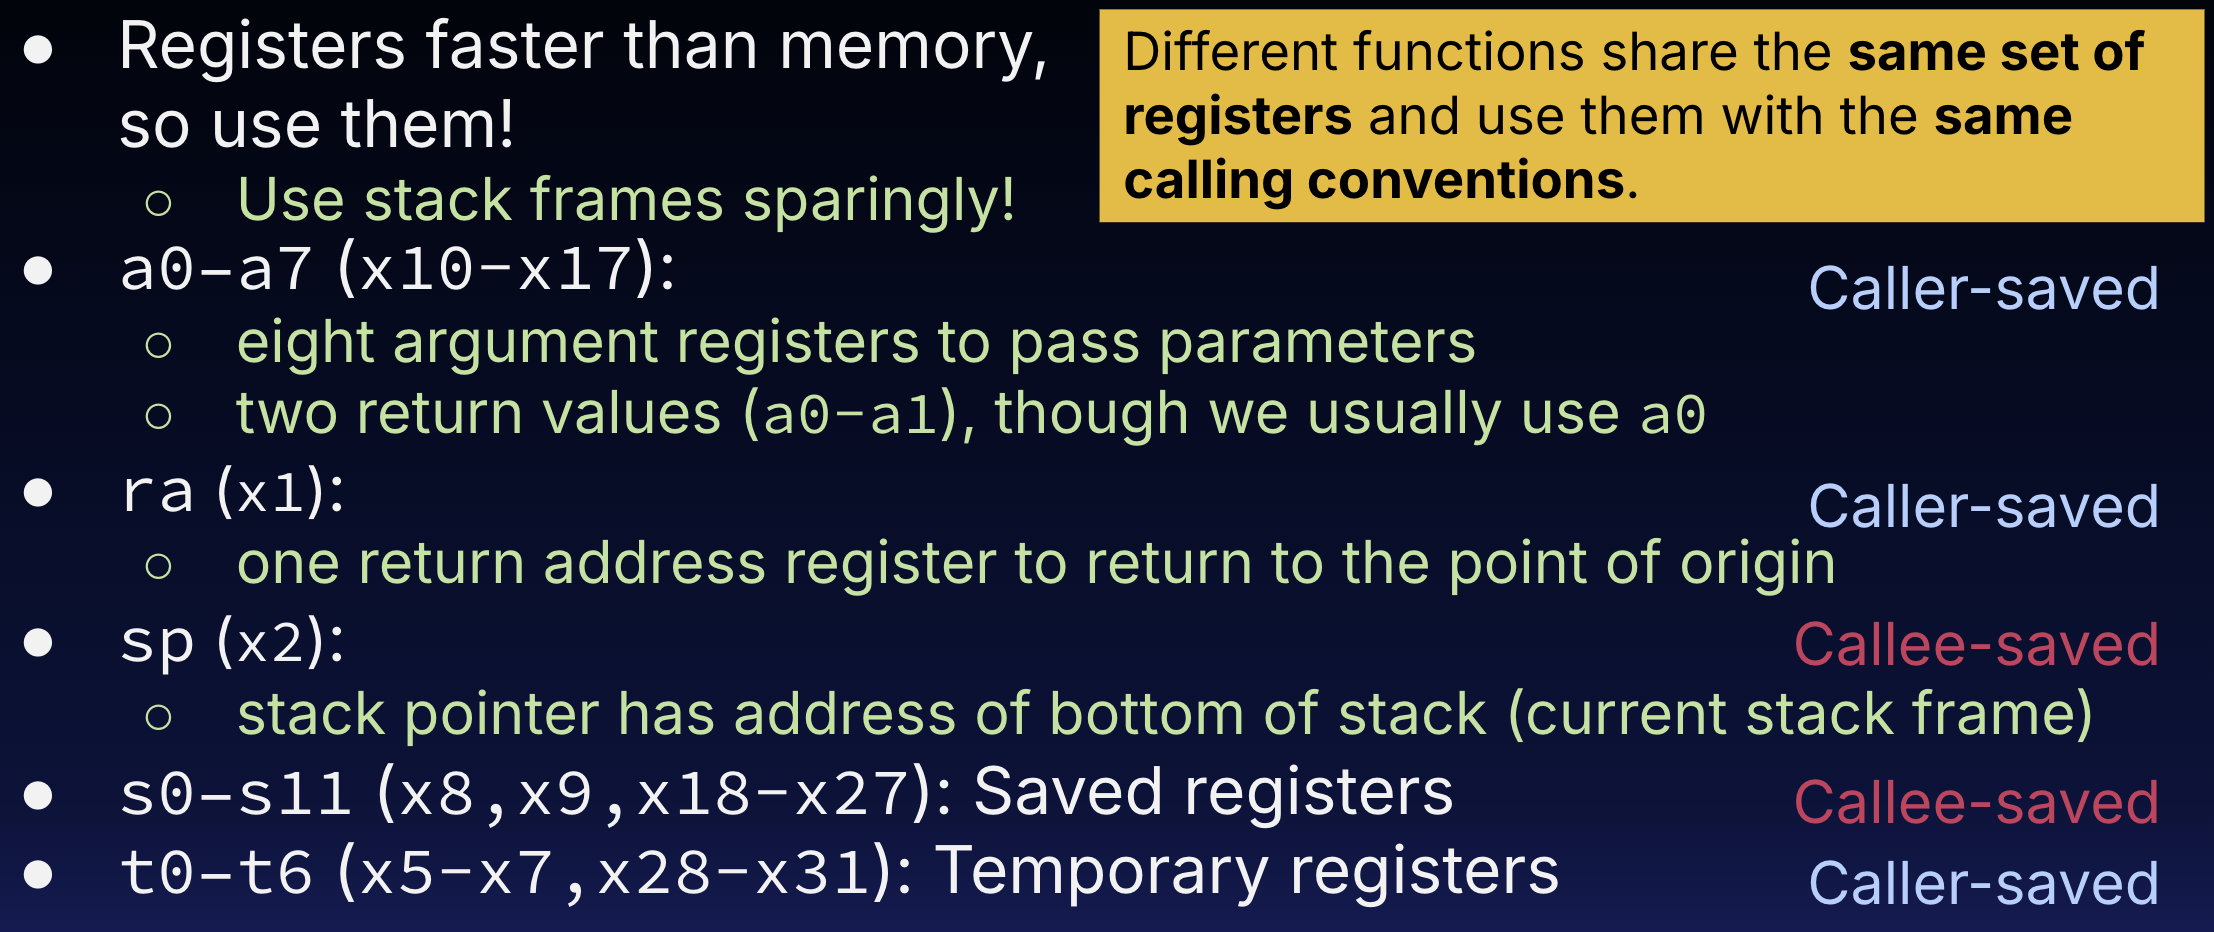 ● Registers faster than memory,
so use them!
○ Use stack frames sparingly!
Different functions share the same set of
registers and use them with the same
calling conventions.
● a0–a7 (x10–x17):
Caller-saved
○ eight argument registers to pass parameters
○ two return values (a0–a1), though we usually use a0
● ra (x1):
Caller-saved
○ one return address register to return to the point of origin
● sp (x2):
Callee-saved
○ stack pointer has address of bottom of stack (current stack frame)
● s0–s11 (x8,x9,x18–x27): Saved registers
Callee-saved
● t0–t6 (x5–x7,x28–x31): Temporary registers
Caller-saved